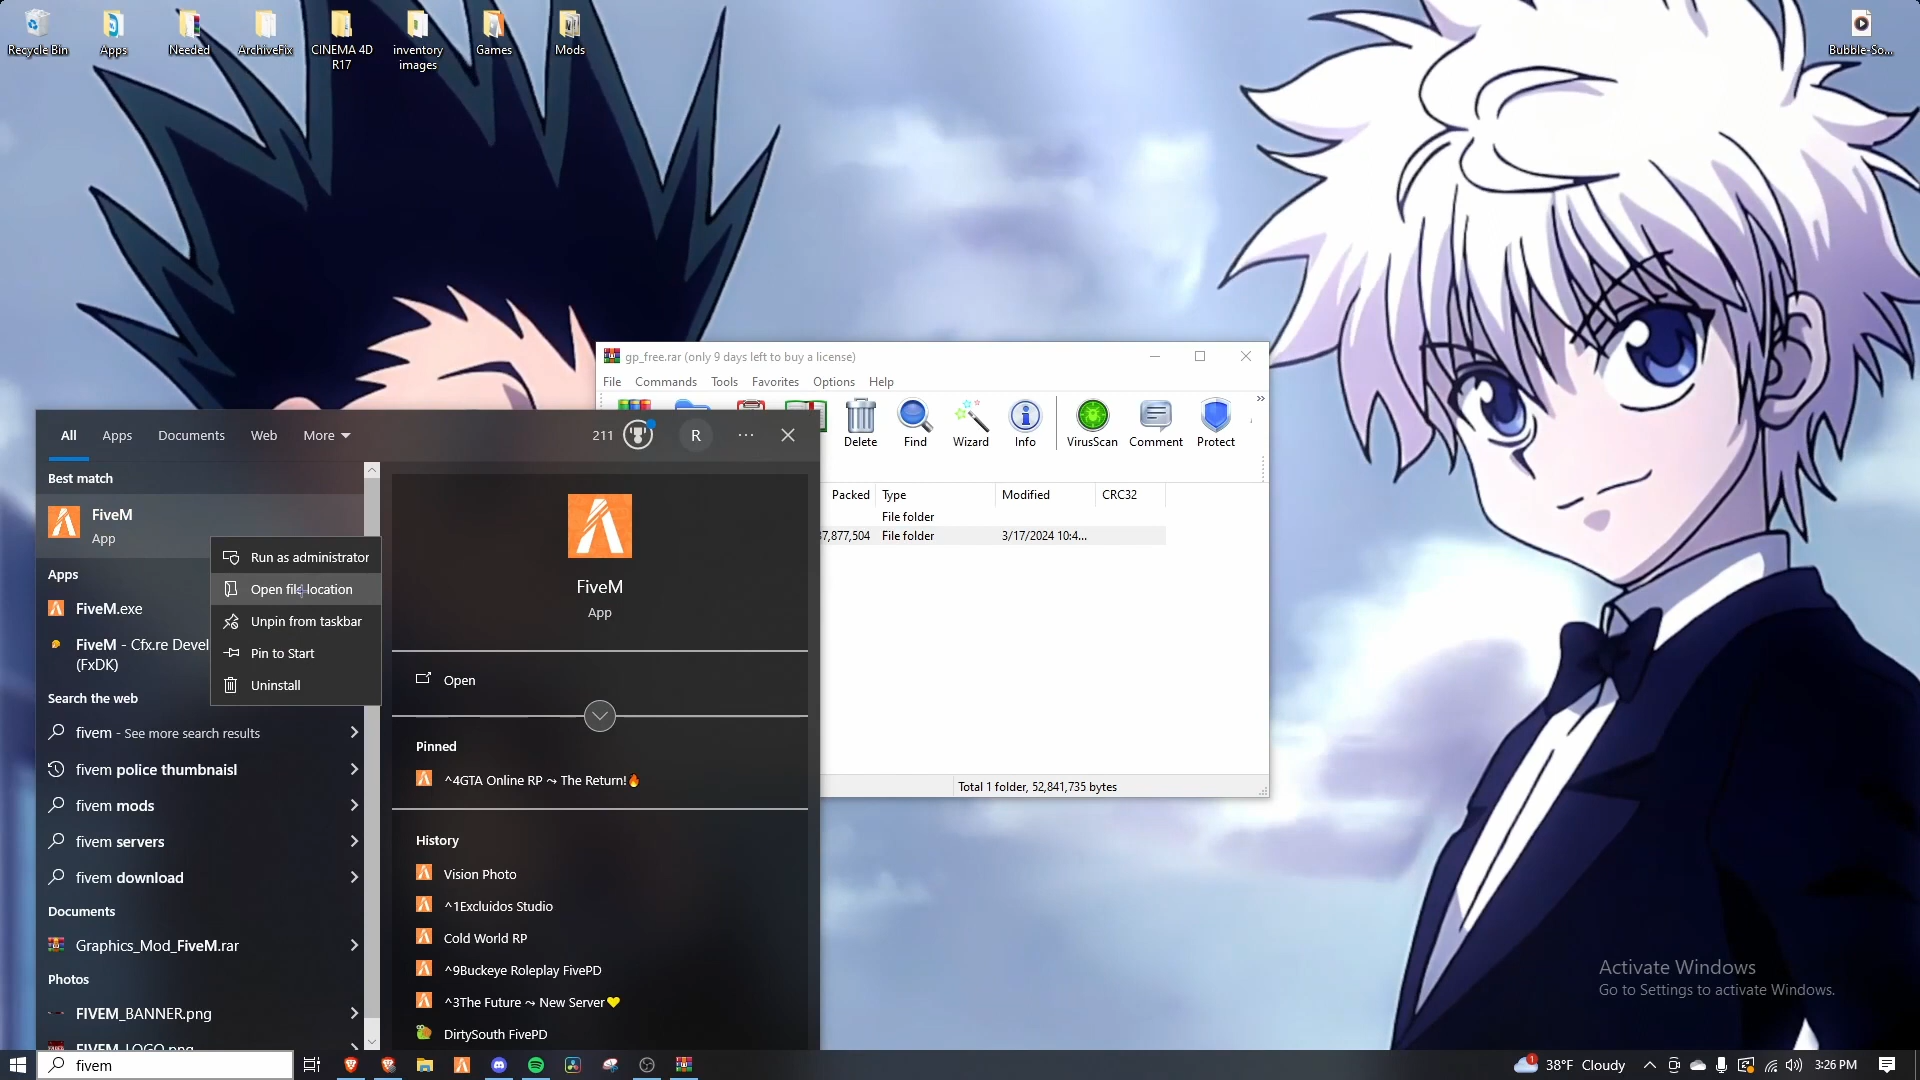 Recycle Bin
Apps
Needed
ArchiveFix
CINEMA 4D
R17
inventory
images
Games
Mods
Bubble-So...
gp_free.rar (only 9 days left to buy a license)
File Commands Tools Favorites Options Help
Delete Find Wizard Info VirusScan Comment Protect
Packed Type Modified CRC32
File folder
37,877,504 File folder 3/17/2024 10:4...
Total 1 folder, 52,841,735 bytes
All Apps Documents Web More
211 R
Best match
FiveM
App
Run as administrator
Open file location
Unpin from taskbar
Pin to Start
Uninstall
Apps
FiveM.exe
FiveM - Cfx.re Devel
(FxDK)
Search the web
fivem - See more search results
fivem police thumbnaisl
fivem mods
fivem servers
fivem download
Documents
Graphics_Mod_FiveM.rar
Photos
FIVEM_BANNER.png
FIVEM_LOGO.png
FiveM
App
Open
Pinned
^4GTA Online RP ⤳ The Return!🔥
History
Vision Photo
^1Excluidos Studio
Cold World RP
^9Buckeye Roleplay FivePD
^3The Future ⤳ New Server💛
DirtySouth FivePD
Activate Windows
Go to Settings to activate Windows.
fivem
1
38°F Cloudy
3:26 PM